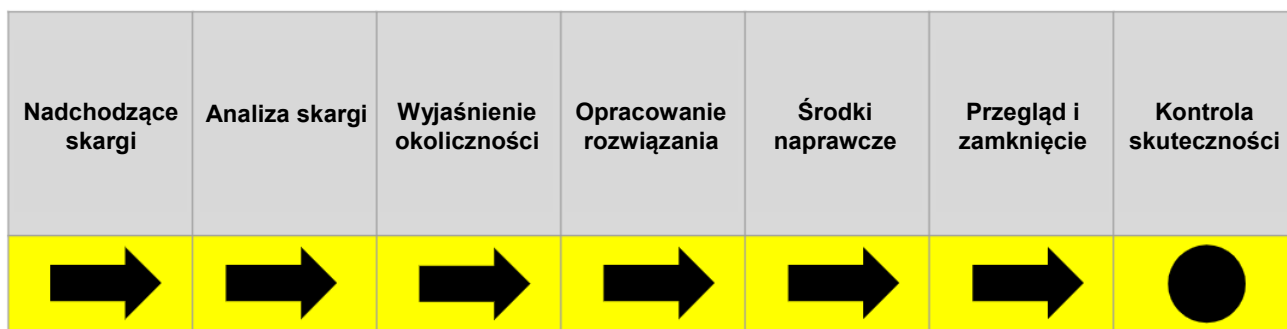 Nadchodzące
skargi
Analiza skargi
Wyjaśnienie
okoliczności
Opracowanie
rozwiązania
Środki
naprawcze
Przegląd i
zamknięcie
Kontrola
skuteczności